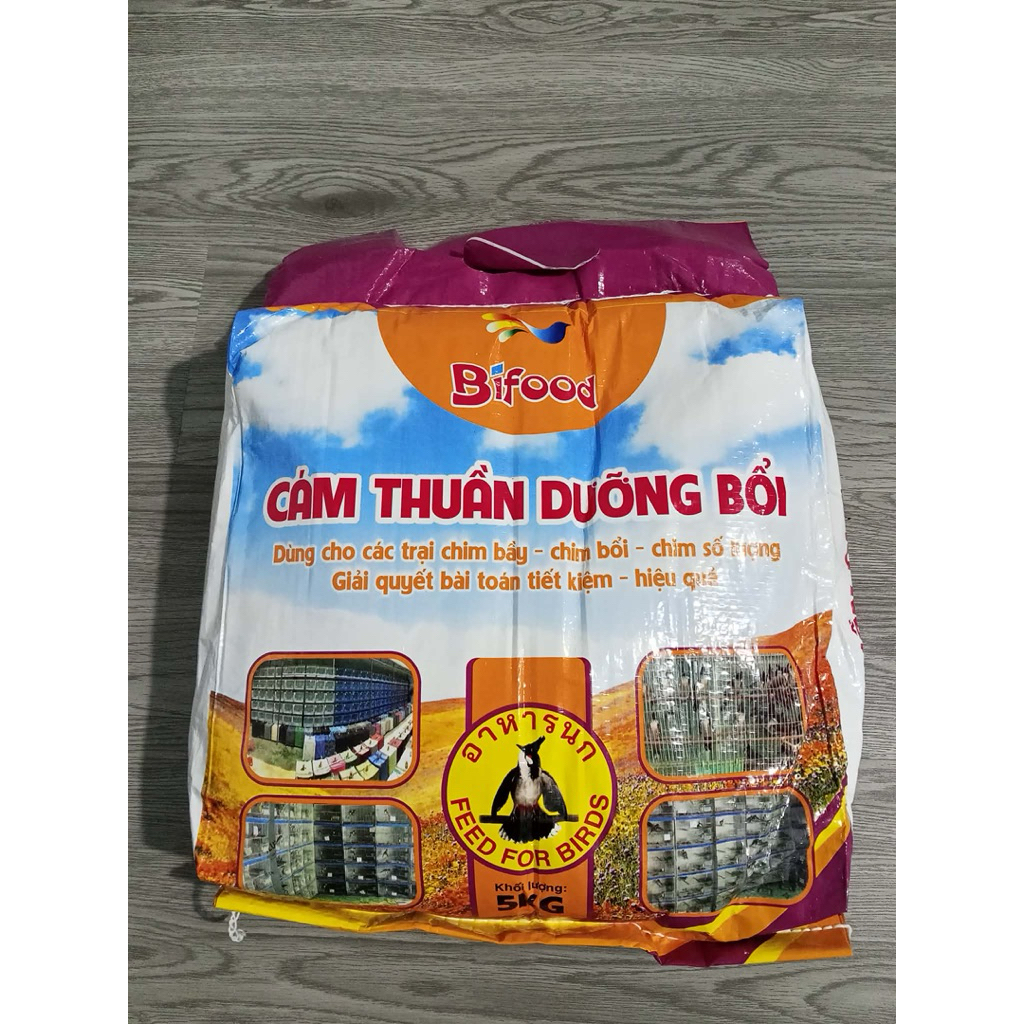 Bifood
CÁM THUẦN DƯỠNG BỔI
Dùng cho các trại chim bầy - chim bổi - chim số lượng
Giải quyết bài toán tiết kiệm - hiệu quả
อาหารนก
FEED FOR BIRDS
Khối lượng:
5KG